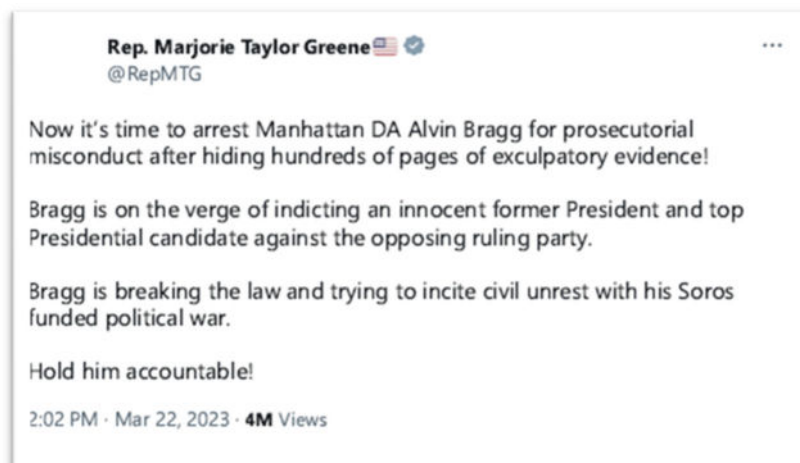 Rep. Marjorie Taylor Greene🇺🇸
@RepMTG
Now it's time to arrest Manhattan DA Alvin Bragg for prosecutorial
misconduct after hiding hundreds of pages of exculpatory evidence!
Bragg is on the verge of indicting an innocent former President and top
Presidential candidate against the opposing ruling party.
Bragg is breaking the law and trying to incite civil unrest with his Soros
funded political war.
Hold him accountable!
2:02 PM · Mar 22, 2023 · 4M Views